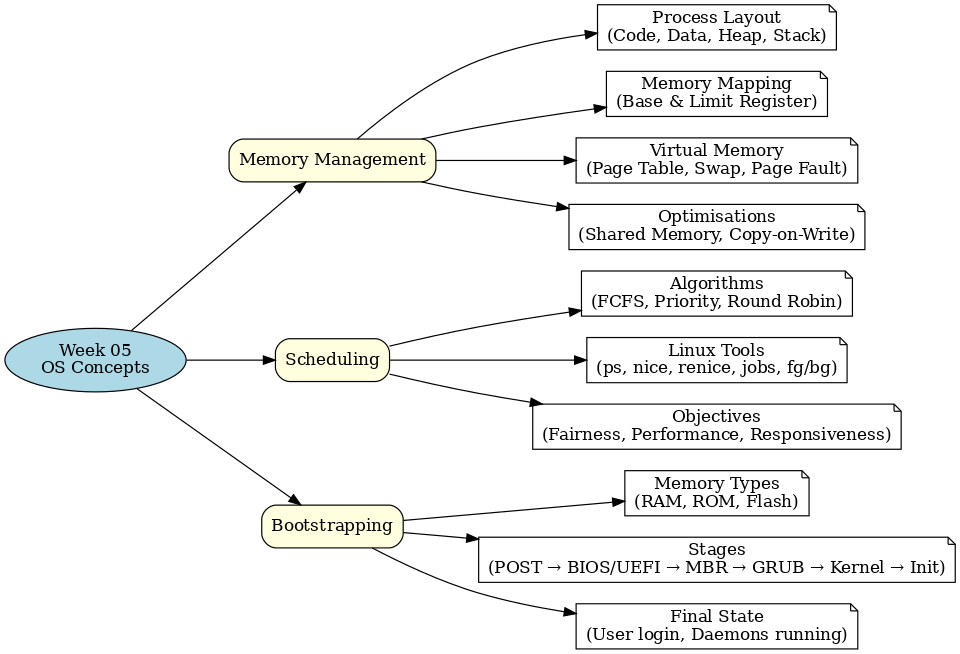 Week 05
OS Concepts
Memory Management
Process Layout
(Code, Data, Heap, Stack)
Memory Mapping
(Base & Limit Register)
Virtual Memory
(Page Table, Swap, Page Fault)
Optimisations
(Shared Memory, Copy-on-Write)
Scheduling
Algorithms
(FCFS, Priority, Round Robin)
Linux Tools
(ps, nice, renice, jobs, fg/bg)
Objectives
(Fairness, Performance, Responsiveness)
Bootstrapping
Memory Types
(RAM, ROM, Flash)
Stages
(POST → BIOS/UEFI → MBR → GRUB → Kernel → Init)
Final State
(User login, Daemons running)